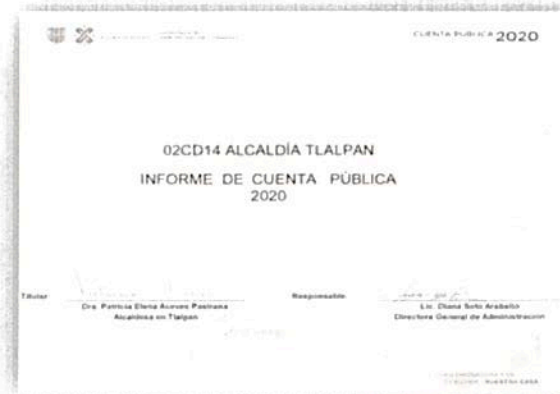 CUENTA PÚBLICA 2020
02CD14 ALCALDÍA TLALPAN
INFORME DE CUENTA PÚBLICA
2020
Titular
Responsable
Dra. Patricia Elena Aceves Pastrana
Alcaldesa en Tlalpan
Lic. Diana Soto Arabello
Directora General de Administración